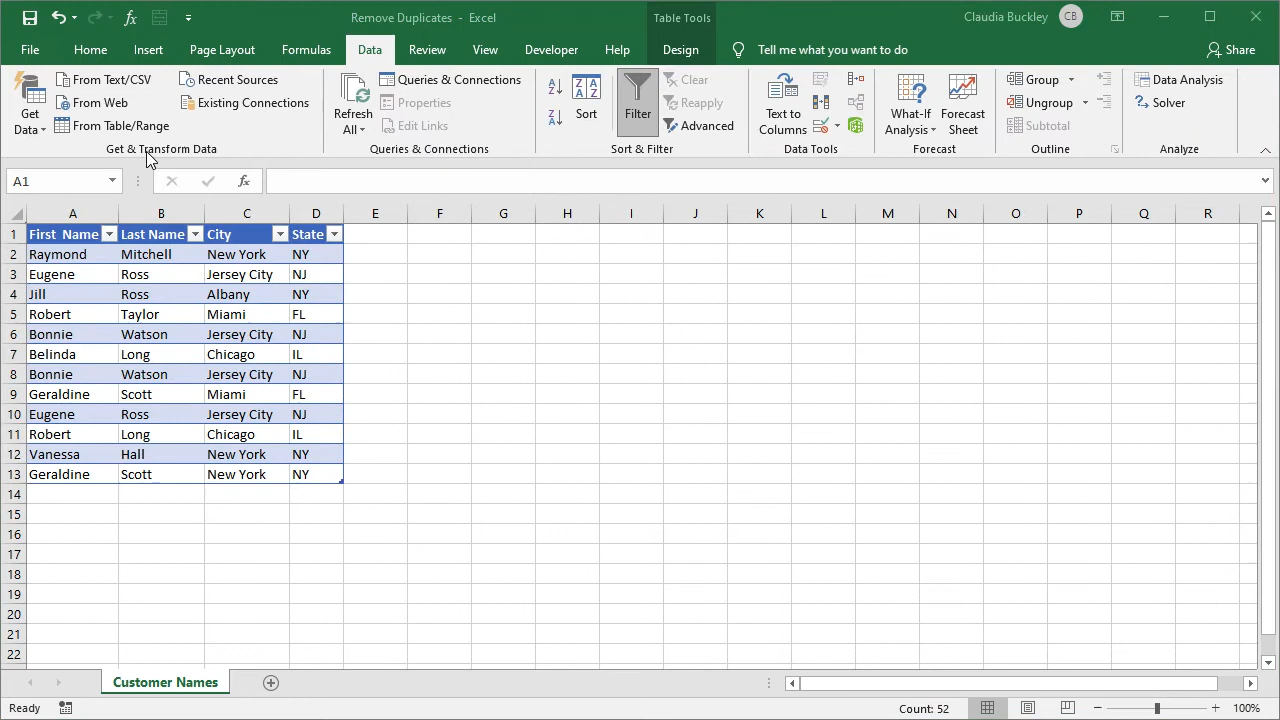 Remove Duplicates - Excel
Table Tools
Claudia Buckley
CB
File
Home
Insert
Page Layout
Formulas
Data
Review
View
Developer
Help
Design
Tell me what you want to do
Share
Get Data
From Text/CSV
From Web
From Table/Range
Recent Sources
Existing Connections
Get & Transform Data
Refresh All
Queries & Connections
Properties
Edit Links
Queries & Connections
Sort
Filter
Clear
Reapply
Advanced
Sort & Filter
Text to Columns
Data Tools
What-If Analysis
Forecast Sheet
Forecast
Group
Ungroup
Subtotal
Outline
Data Analysis
Solver
Analyze
A1
fx
A B C D E F G H I J K L M N O P Q R
1 First Name Last Name City State
2 Raymond Mitchell New York NY
3 Eugene Ross Jersey City NJ
4 Jill Ross Albany NY
5 Robert Taylor Miami FL
6 Bonnie Watson Jersey City NJ
7 Belinda Long Chicago IL
8 Bonnie Watson Jersey City NJ
9 Geraldine Scott Miami FL
10 Eugene Ross Jersey City NJ
11 Robert Long Chicago IL
12 Vanessa Hall New York NY
13 Geraldine Scott New York NY
14
15
16
17
18
19
20
21
22
Customer Names
Ready
Count: 52
100%